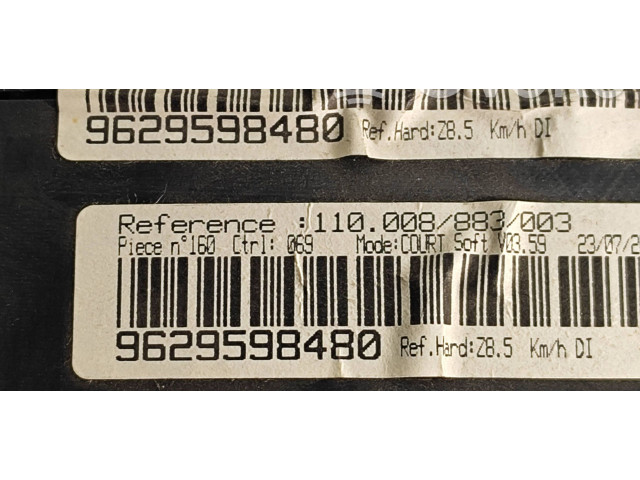 9629598480 Ref.Hard:Z8.5 Km/h DI
Reference :110.008/883/003
Piece n°160 Ctrl: 069 Mode:COURT Soft V03.59 23/07/2
9629598480 Ref.Hard:Z8.5 Km/h DI